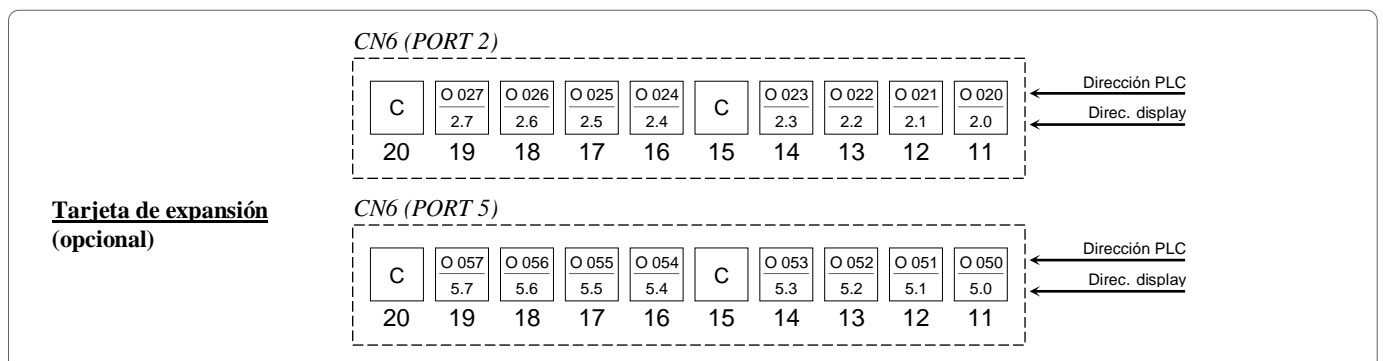 CN6 (PORT 2)
C O 027 O 026 O 025 O 024 C O 023 O 022 O 021 O 020 Dirección PLC
2.7 2.6 2.5 2.4 2.3 2.2 2.1 2.0 Direc. display
20 19 18 17 16 15 14 13 12 11
Tarjeta de expansión
(opcional)
CN6 (PORT 5)
C O 057 O 056 O 055 O 054 C O 053 O 052 O 051 O 050 Dirección PLC
5.7 5.6 5.5 5.4 5.3 5.2 5.1 5.0 Direc. display
20 19 18 17 16 15 14 13 12 11